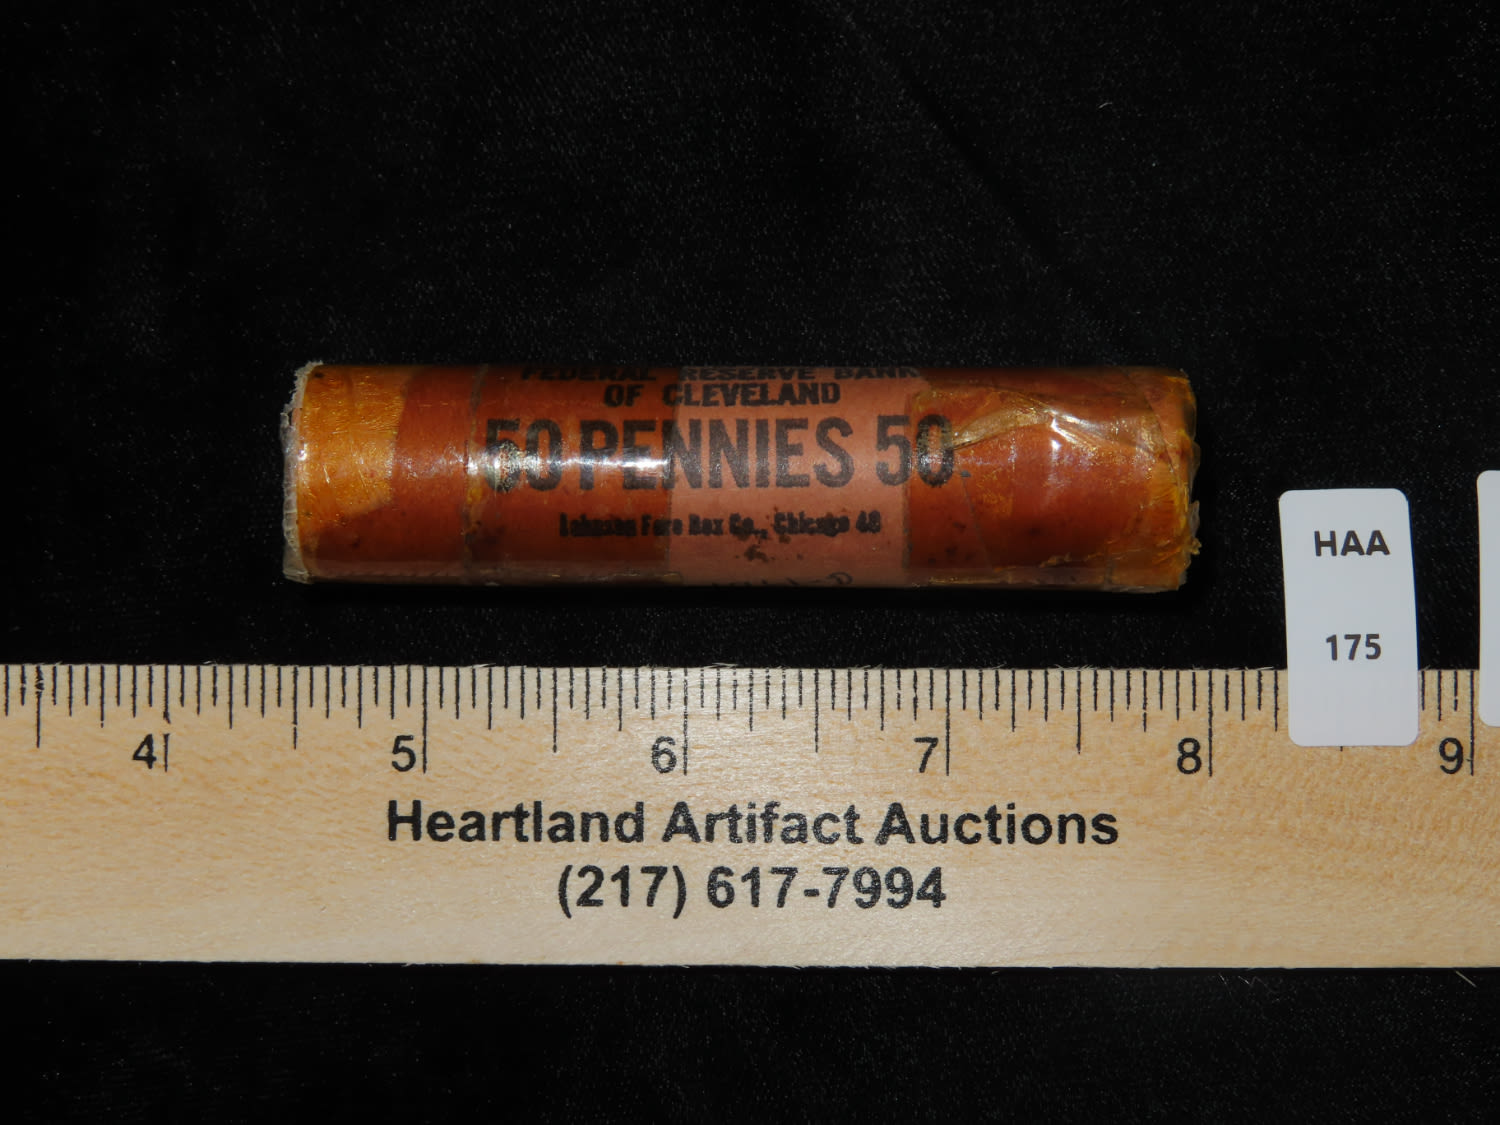 FEDERAL RESERVE BANK
OF CLEVELAND
50 PENNIES 50
Johnson Fare Box Co., Chicago 48
HAA
175
4 5 6 7 8 9
Heartland Artifact Auctions
(217) 617-7994